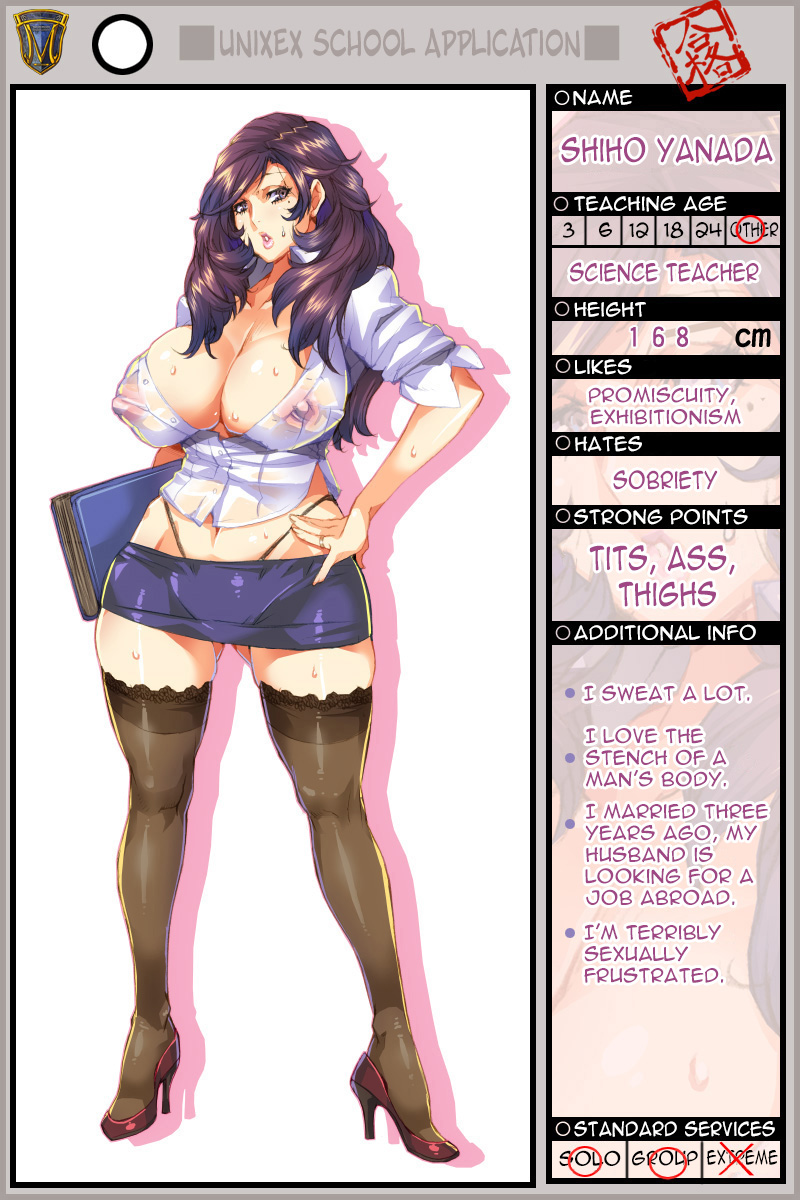 M
UNIXEX SCHOOL APPLICATION
合格
NAME
SHIHO YANADA
TEACHING AGE
3 6 12 18 24 OTHER
SCIENCE TEACHER
HEIGHT
168 cm
LIKES
PROMISCUITY,
EXHIBITIONISM
HATES
SOBRIETY
STRONG POINTS
TITS, ASS,
THIGHS
ADDITIONAL INFO
• I SWEAT A LOT.
• I LOVE THE
STENCH OF A
MAN'S BODY.
• I MARRIED THREE
YEARS AGO, MY
HUSBAND IS
LOOKING FOR A
JOB ABROAD.
• I'M TERRIBLY
SEXUALLY
FRUSTRATED.
STANDARD SERVICES
SOLO GROUP EXTREME